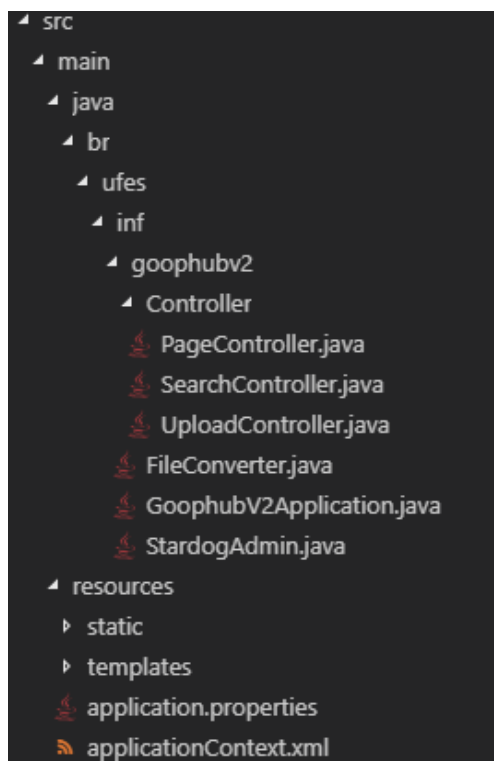 src
main
java
br
ufes
inf
goophubv2
Controller
PageController.java
SearchController.java
UploadController.java
FileConverter.java
GoophubV2Application.java
StardogAdmin.java
resources
static
templates
application.properties
applicationContext.xml